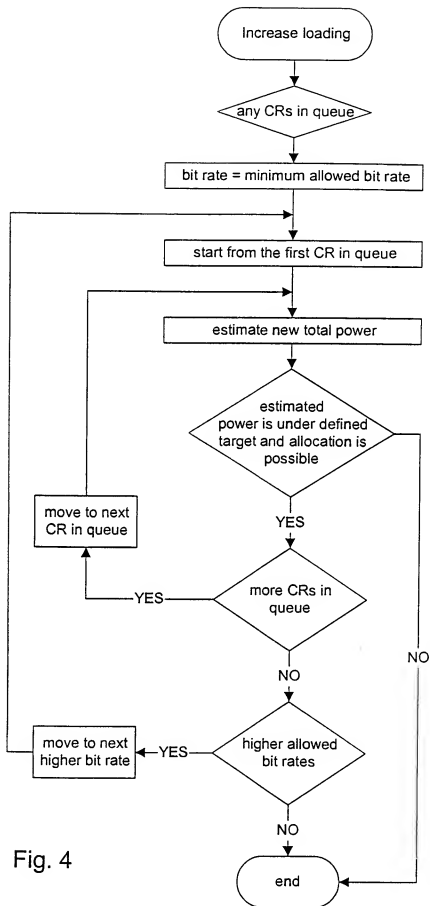 Increase loading
any CRs in queue
bit rate = minimum allowed bit rate
start from the first CR in queue
estimate new total power
estimated
power is under defined
target and allocation is
possible
move to next
CR in queue
YES
YES
more CRs in
queue
NO
NO
move to next
higher bit rate
YES
higher allowed
bit rates
NO
Fig. 4
end